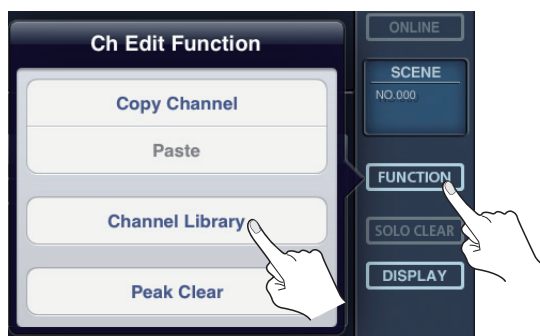 Ch Edit Function
Copy Channel
Paste
Channel Library
Peak Clear
ONLINE
SCENE
NO.000
FUNCTION
SOLO CLEAR
DISPLAY